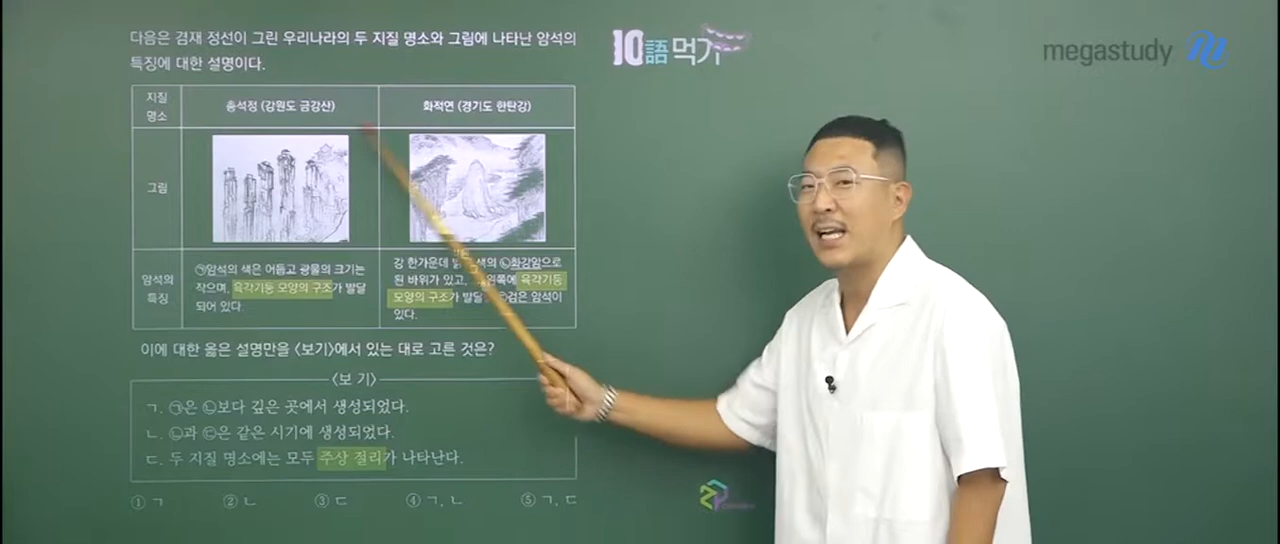 다음은 겸재 정선이 그린 우리나라의 두 지질 명소와 그림에 나타난 암석의
특징에 대한 설명이다.
10語먹기
megastudy
지질
명소
총석정 (강원도 금강산)
화적연 (경기도 한탄강)
그림
암석의
특징
㉠암석의 색은 어둡고 광물의 크기는
작으며, 육각기둥 모양의 구조가 발달
되어 있다.
강 한가운데 색의 ㉡화강암으로
된 바위가 있고, 왼쪽에 육각기둥
모양의 구조가 발달 검은 암석이
있다.
이에 대한 옳은 설명만을 <보기>에서 있는 대로 고른 것은?
<보 기>
ㄱ. ㉠은 ㉡보다 깊은 곳에서 생성되었다.
ㄴ. ㉡과 ㉢은 같은 시기에 생성되었다.
ㄷ. 두 지질 명소에는 모두 주상 절리가 나타난다.
① ㄱ ② ㄴ ③ ㄷ ④ ㄱ, ㄴ ⑤ ㄱ, ㄷ